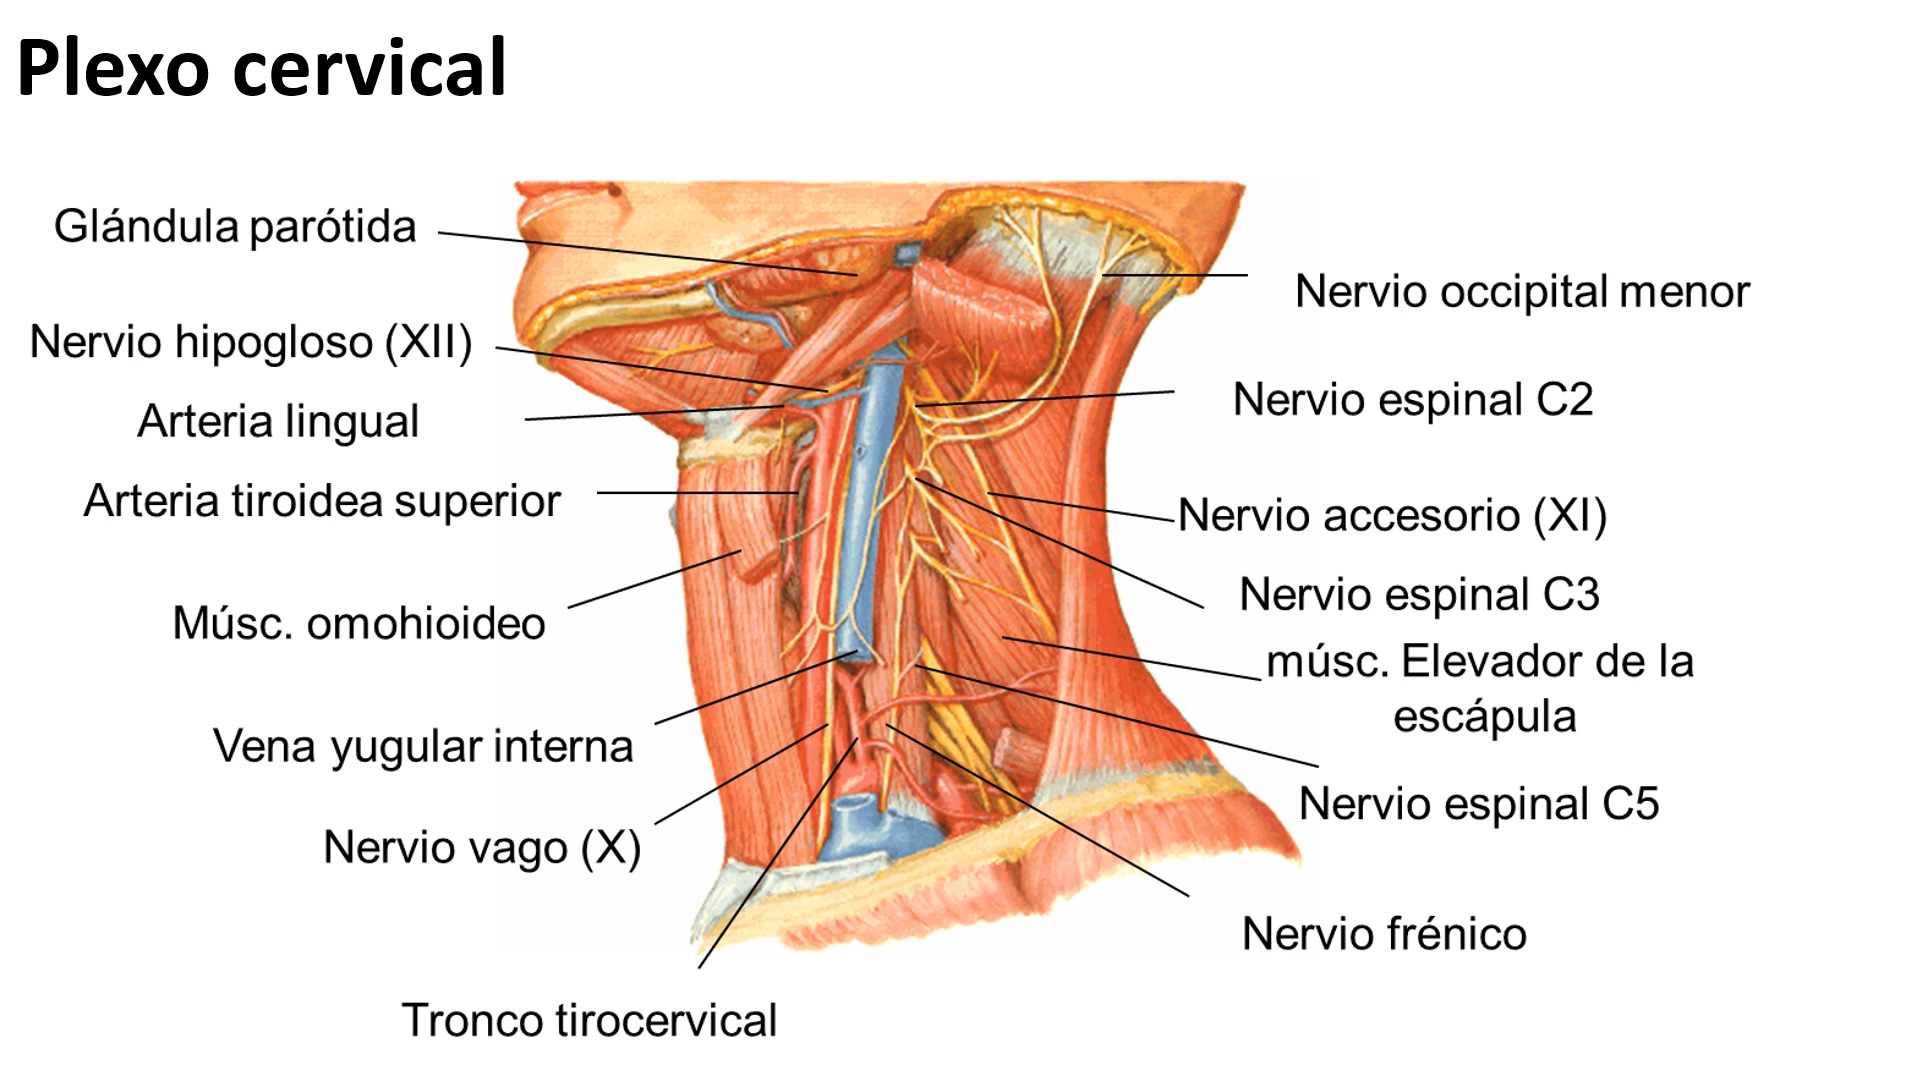 Plexo cervical
Glándula parótida
Nervio hipogloso (XII)
Arteria lingual
Arteria tiroidea superior
Músc. omohioideo
Vena yugular interna
Nervio vago (X)
Tronco tirocervical
Nervio occipital menor
Nervio espinal C2
Nervio accesorio (XI)
Nervio espinal C3
músc. Elevador de la
escápula
Nervio espinal C5
Nervio frénico